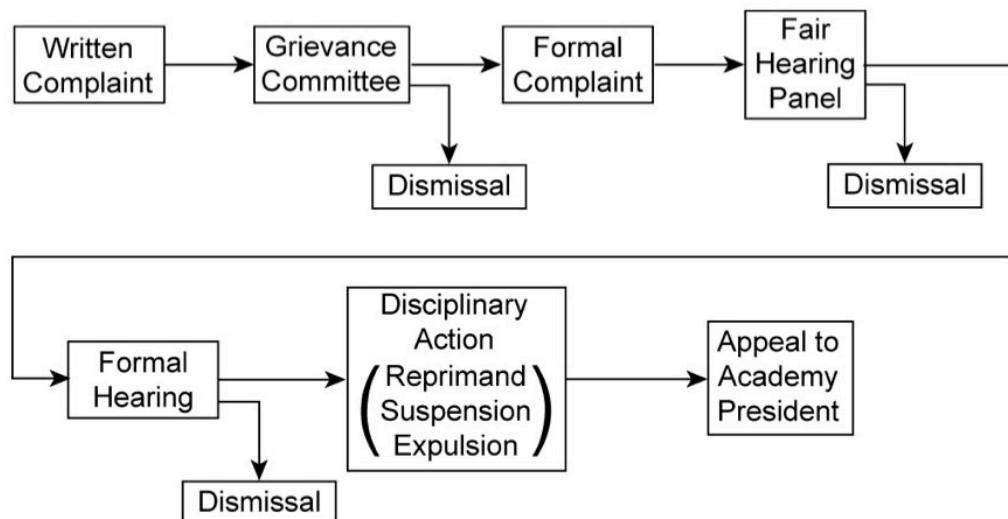 Written
Complaint
Grievance
Committee
Formal
Complaint
Fair
Hearing
Panel
Dismissal
Dismissal
Formal
Hearing
Disciplinary
Action
(Reprimand
Suspension
Expulsion)
Appeal to
Academy
President
Dismissal